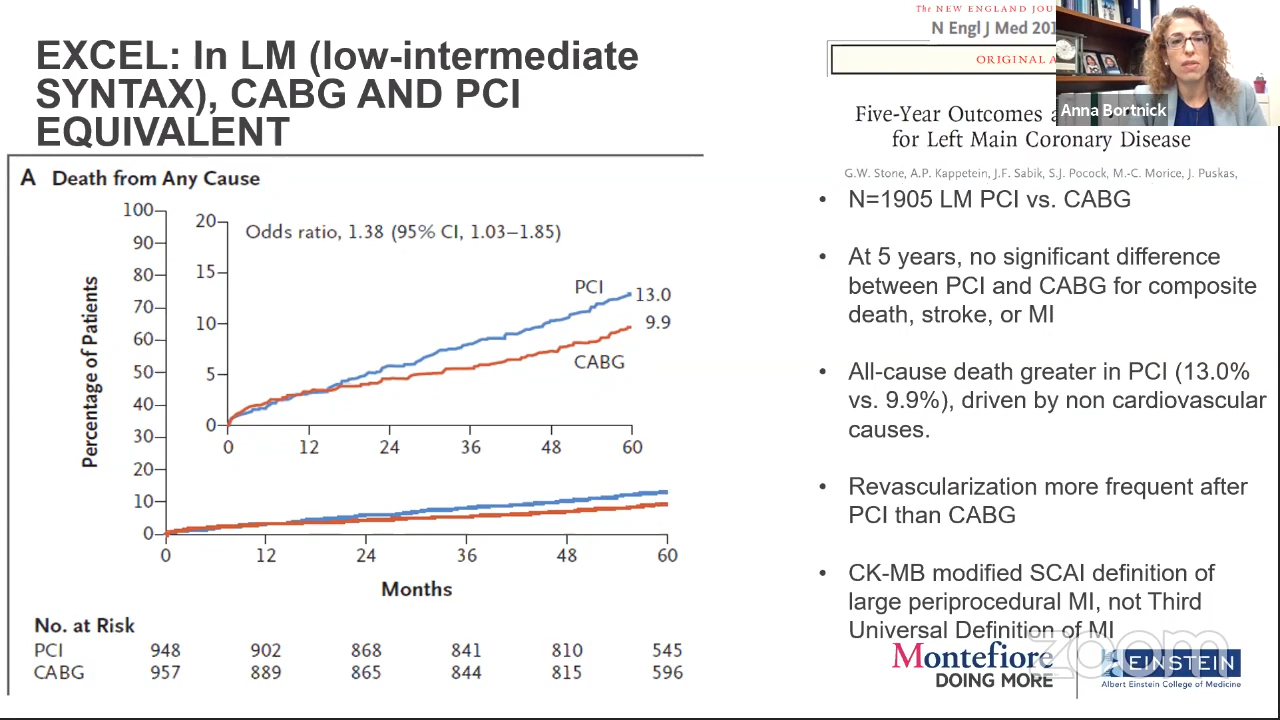 EXCEL: In LM (low-intermediate
SYNTAX), CABG AND PCI
EQUIVALENT
The NEW ENGLAND JOU
N Engl J Med 201
ORIGINAL A
Anna Bortnick
Five-Year Outcomes a
for Left Main Coronary Disease
G.W. Stone, A.P. Kappetein, J.F. Sabik, S.J. Pocock, M.-C. Morice, J. Puskas,
A Death from Any Cause
Percentage of Patients
100
90
80
70
60
50
40
30
20
10
0
20
15
10
5
0
Odds ratio, 1.38 (95% CI, 1.03–1.85)
PCI
13.0
9.9
CABG
0 12 24 36 48 60
0 12 24 36 48 60
Months
No. at Risk
PCI 948 902 868 841 810 545
CABG 957 889 865 844 815 596
• N=1905 LM PCI vs. CABG
• At 5 years, no significant difference
between PCI and CABG for composite
death, stroke, or MI
• All-cause death greater in PCI (13.0%
vs. 9.9%), driven by non cardiovascular
causes.
• Revascularization more frequent after
PCI than CABG
• CK-MB modified SCAI definition of
large periprocedural MI, not Third
Universal Definition of MI
zoom
Montefiore
DOING MORE
EINSTEIN
Albert Einstein College of Medicine